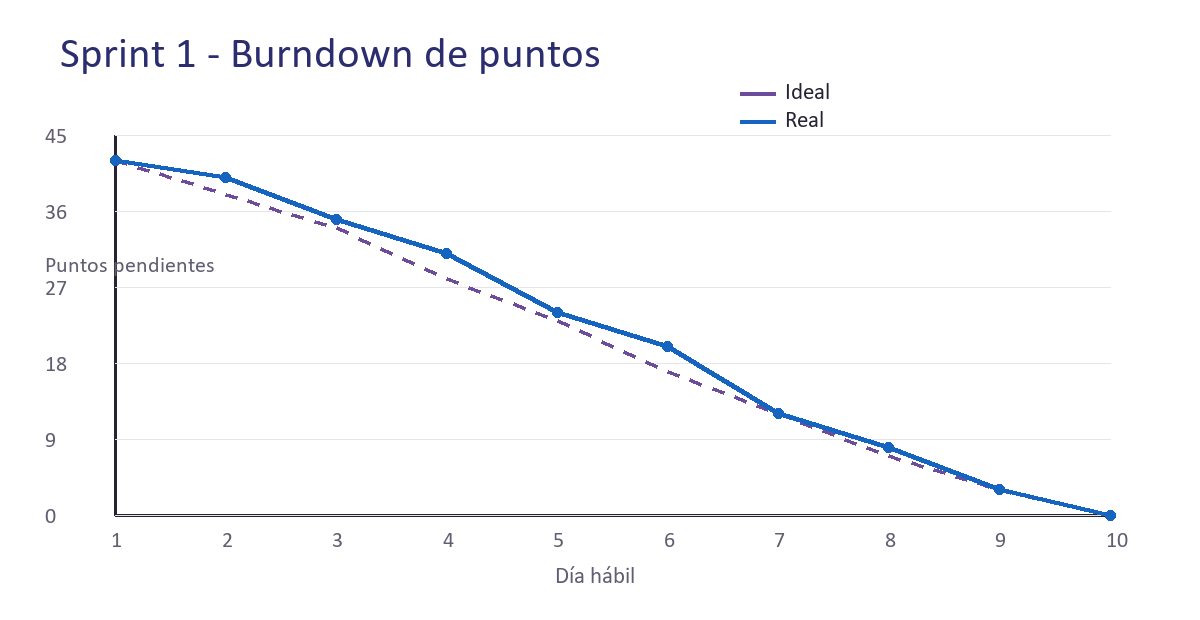 Sprint 1 - Burndown de puntos
Ideal
Real
45
36
Puntos pendientes
27
18
9
0
1 2 3 4 5 6 7 8 9 10
Día hábil